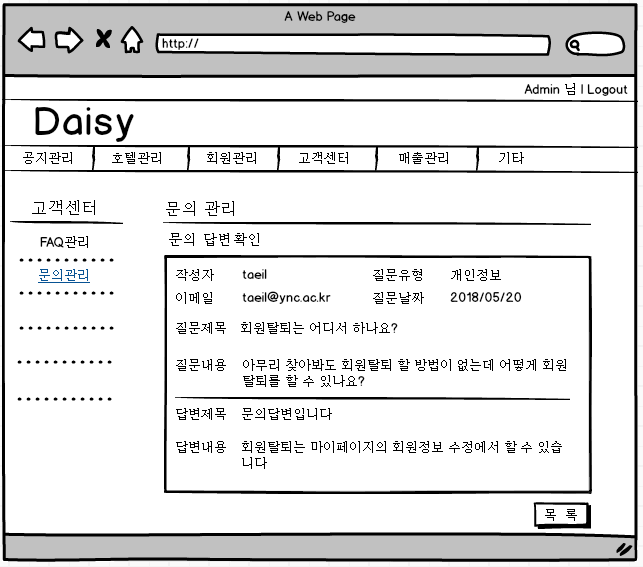 A Web Page
http://
Admin 님 | Logout
Daisy
공지관리 호텔관리 회원관리 고객센터 매출관리 기타
고객센터
FAQ관리
문의관리
문의 관리
문의 답변확인
작성자 taeil 질문유형 개인정보
이메일 taeil@ync.ac.kr 질문날짜 2018/05/20
질문제목 회원탈퇴는 어디서 하나요?
질문내용 아무리 찾아봐도 회원탈퇴 할 방법이 없는데 어떻게 회원
탈퇴를 할 수 있나요?
답변제목 문의답변입니다
답변내용 회원탈퇴는 마이페이지의 회원정보 수정에서 할 수 있습
니다
목 록